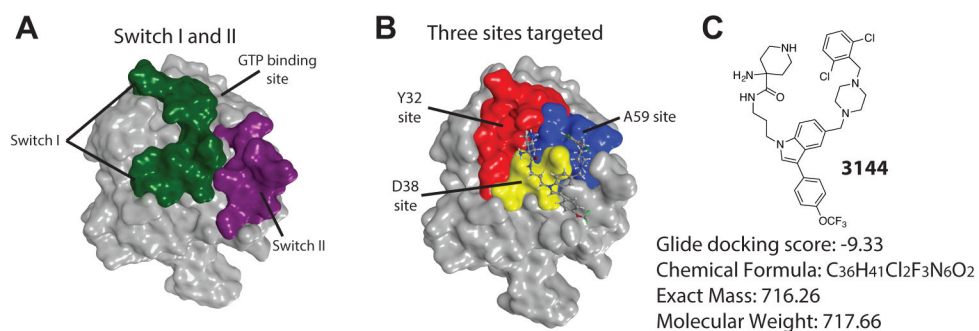 A
Switch I and II
GTP binding
site
Switch I
Switch II
B
Three sites targeted
Y32
site
A59 site
D38
site
C
NH
Cl
H₂N
Cl
O
N
HN
N
N
N
3144
OCF₃
Glide docking score: -9.33
Chemical Formula: C₃₆H₄₁Cl₂F₃N₆O₂
Exact Mass: 716.26
Molecular Weight: 717.66